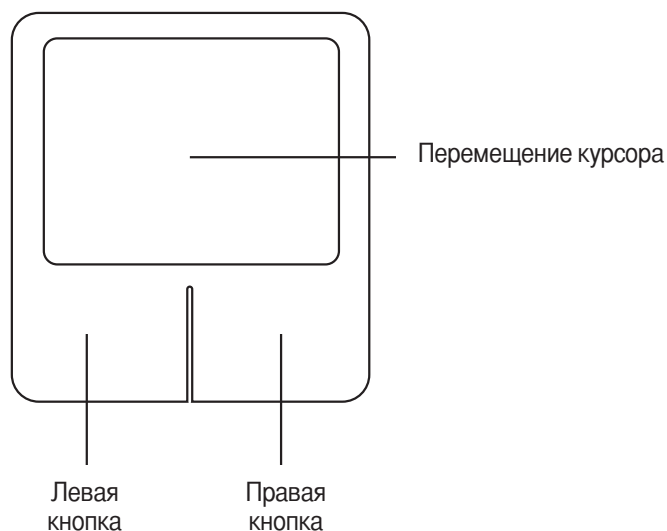 Перемещение курсора
Левая
кнопка
Правая
кнопка